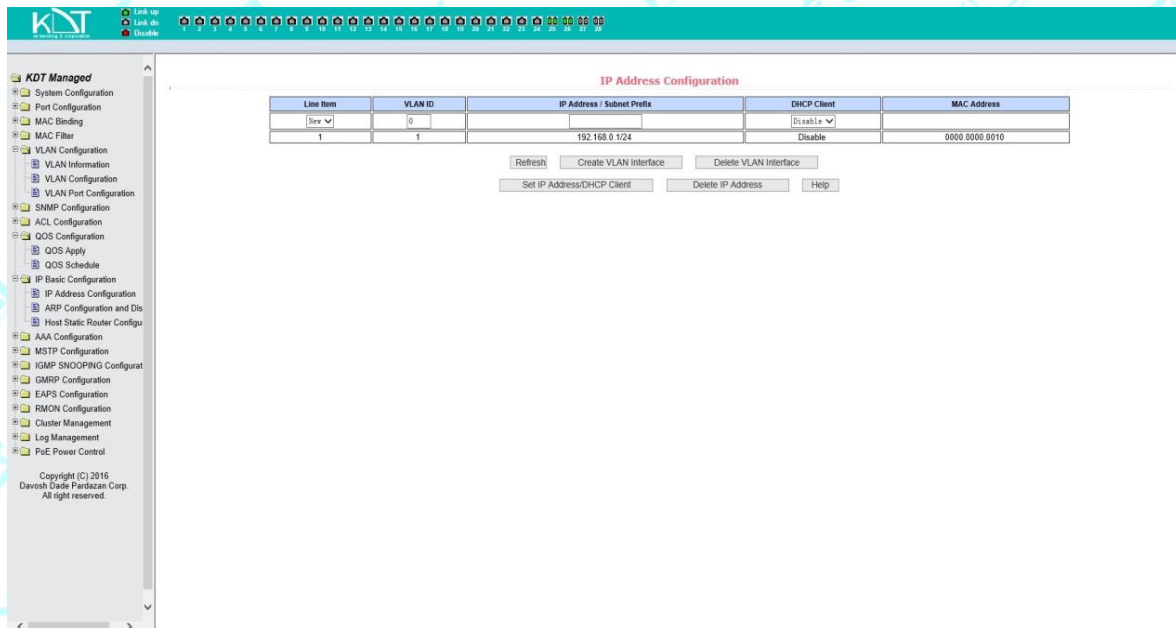 KDT
Link up
Link dn
Disable
1 2 3 4 5 6 7 8 9 10 11 12 13 14 15 16 17 18 19 20 21 22 23 24 25 26 27 28
KDT Managed
System Configuration
Port Configuration
MAC Binding
MAC Filter
VLAN Configuration
VLAN Information
VLAN Configuration
VLAN Port Configuration
SNMP Configuration
ACL Configuration
QOS Configuration
QOS Apply
QOS Schedule
IP Basic Configuration
IP Address Configuration
ARP Configuration and Dis
Host Static Router Configu
AAA Configuration
MSTP Configuration
IGMP SNOOPING Configurat
GMRP Configuration
EAPS Configuration
RMON Configuration
Cluster Management
Log Management
PoE Power Control
Copyright (C) 2016
Davosh Dade Pardazan Corp.
All right reserved.
IP Address Configuration
Line Item VLAN ID IP Address / Subnet Prefix DHCP Client MAC Address
New 0 Disable
1 1 192.168.0.1/24 Disable 0000.0000.0010
Refresh Create VLAN Interface Delete VLAN Interface
Set IP Address/DHCP Client Delete IP Address Help